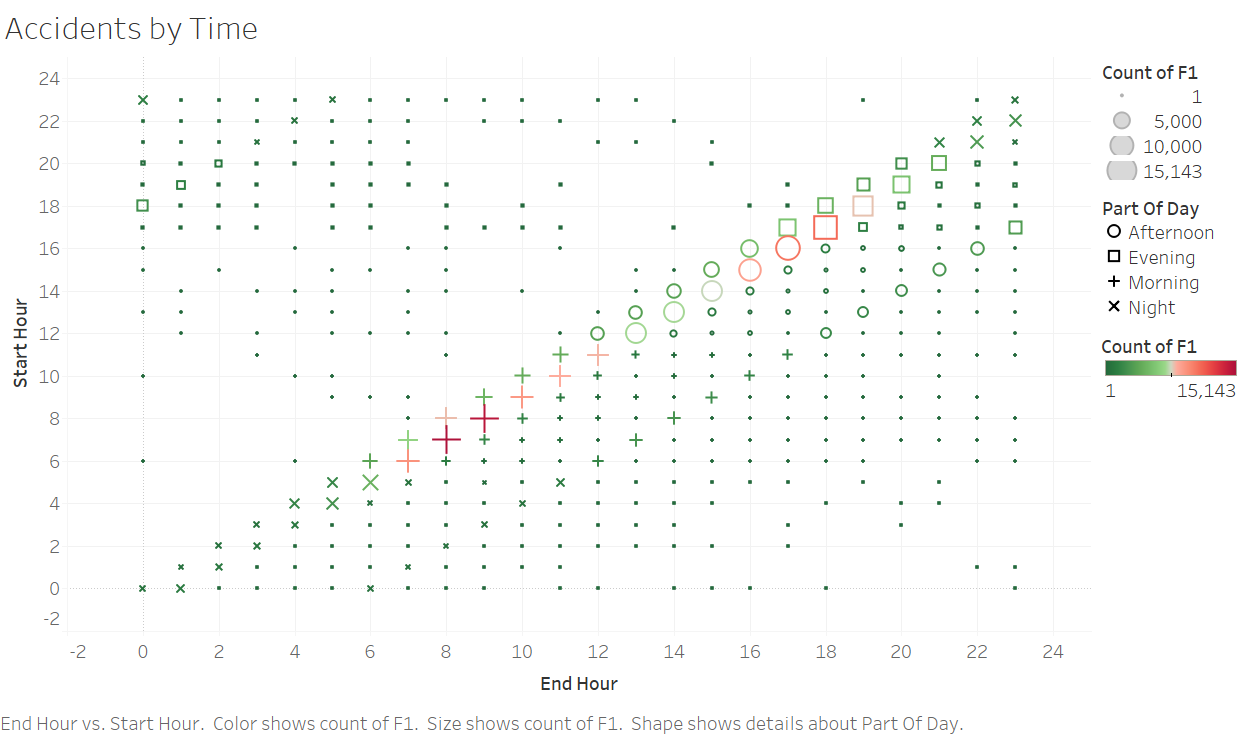 Accidents by Time
Count of F1
1
5,000
10,000
15,143
Part Of Day
Afternoon
Evening
Morning
Night
Count of F1
1 15,143
Start Hour
24
22
20
18
16
14
12
10
8
6
4
2
0
-2
-2 0 2 4 6 8 10 12 14 16 18 20 22 24
End Hour
End Hour vs. Start Hour. Color shows count of F1. Size shows count of F1. Shape shows details about Part Of Day.